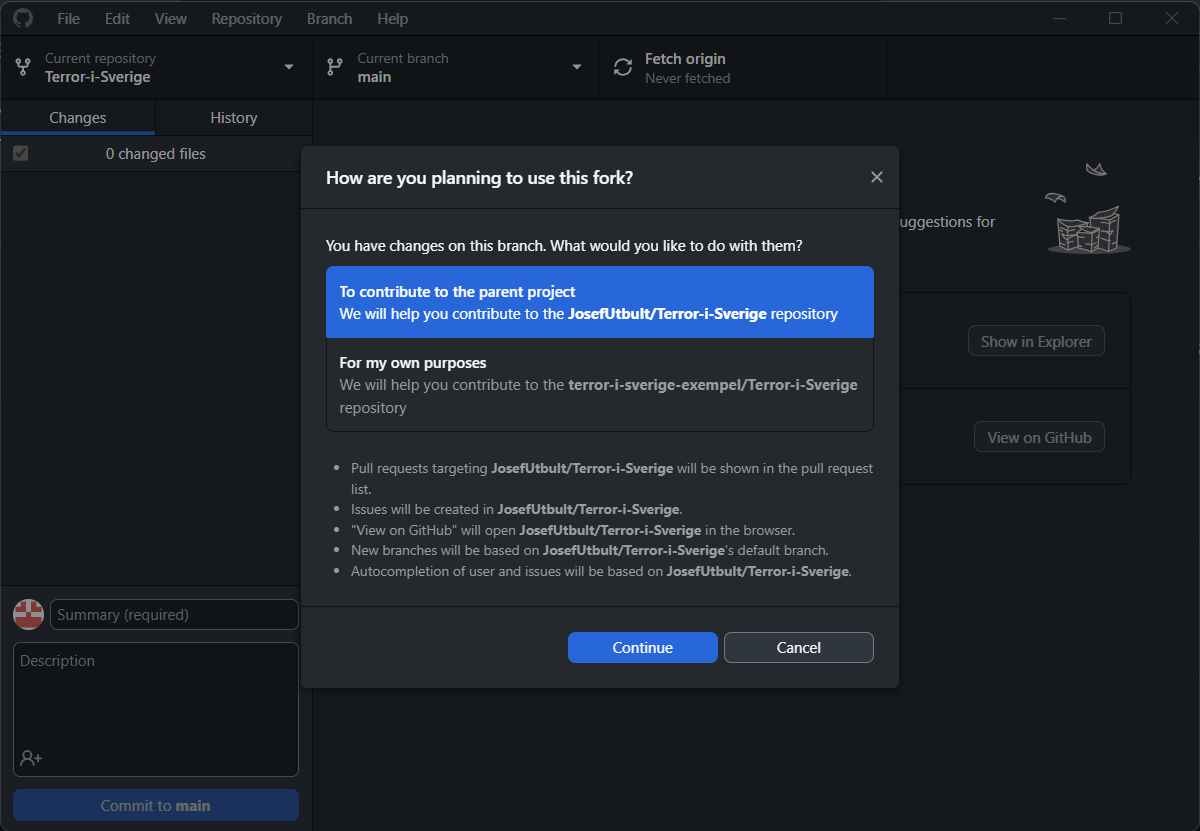 File Edit View Repository Branch Help
Current repository
Terror-i-Sverige
Current branch
main
Fetch origin
Never fetched
Changes
History
0 changed files
uggestions for
Show in Explorer
View on GitHub
How are you planning to use this fork?
You have changes on this branch. What would you like to do with them?
To contribute to the parent project
We will help you contribute to the JosefUtbult/Terror-i-Sverige repository
For my own purposes
We will help you contribute to the terror-i-sverige-exempel/Terror-i-Sverige
repository
• Pull requests targeting JosefUtbult/Terror-i-Sverige will be shown in the pull request
list.
• Issues will be created in JosefUtbult/Terror-i-Sverige.
• "View on GitHub" will open JosefUtbult/Terror-i-Sverige in the browser.
• New branches will be based on JosefUtbult/Terror-i-Sverige's default branch.
• Autocompletion of user and issues will be based on JosefUtbult/Terror-i-Sverige.
Continue
Cancel
Summary (required)
Description
Commit to main